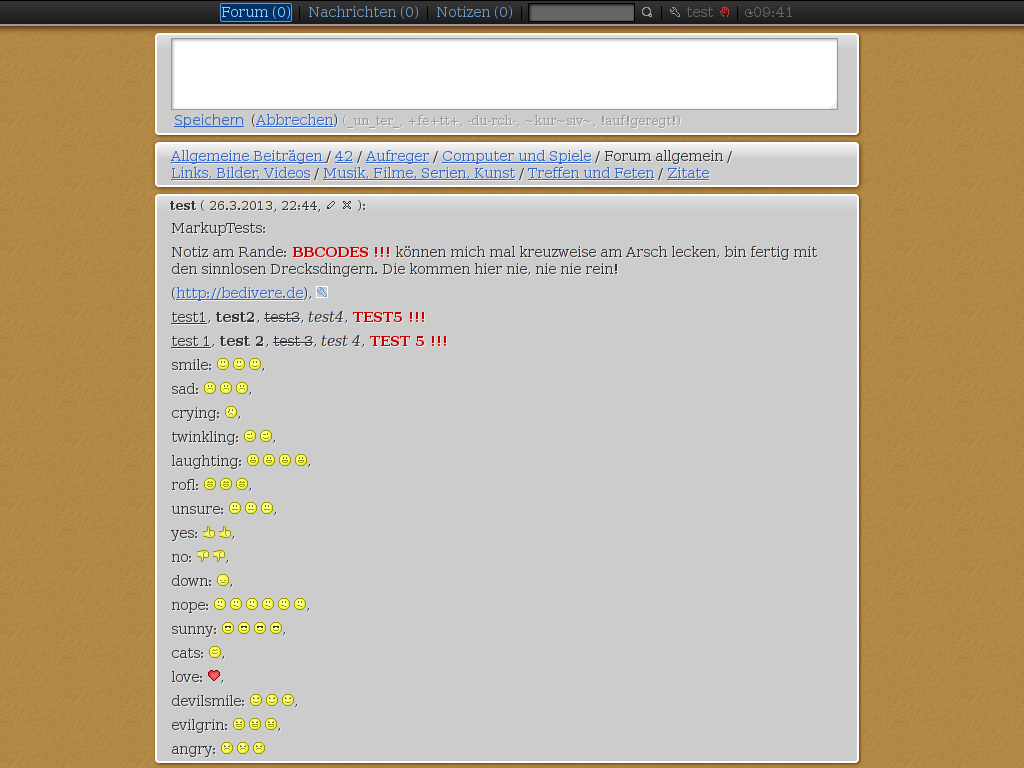 Forum (0) | Nachrichten (0) | Notizen (0) | test 09:41
Speichern (Abbrechen) (_un_ter_, +fe+tt+, -du-rch-, ~kur~siv~, !auf!geregt!)
Allgemeine Beiträgen / 42 / Aufreger / Computer und Spiele / Forum allgemein /
Links, Bilder, Videos / Musik, Filme, Serien, Kunst / Treffen und Feten / Zitate
test ( 26.3.2013, 22:44, ):
MarkupTests:
Notiz am Rande: BBCODES !!! können mich mal kreuzweise am Arsch lecken, bin fertig mit
den sinnlosen Drecksdingern. Die kommen hier nie, nie nie rein!
(http://bedivere.de),
test1, test2, test3, test4, TEST5 !!!
test 1, test 2, test 3, test 4, TEST 5 !!!
smile: ,
sad: ,
crying: ,
twinkling: ,
laughting: ,
rofl: ,
unsure: ,
yes: ,
no: ,
down: ,
nope: ,
sunny: ,
cats: ,
love: ,
devilsmile: ,
evilgrin: ,
angry: